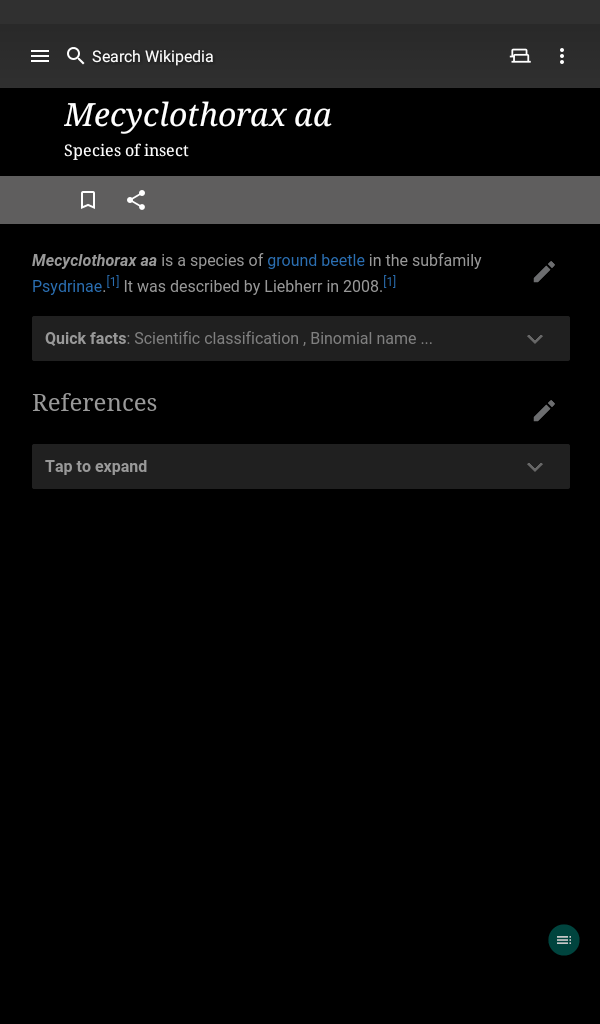 Search Wikipedia
Mecyclothorax aa
Species of insect
Mecyclothorax aa is a species of ground beetle in the subfamily
Psydrinae.[1] It was described by Liebherr in 2008.[1]
Quick facts: Scientific classification , Binomial name ...
References
Tap to expand